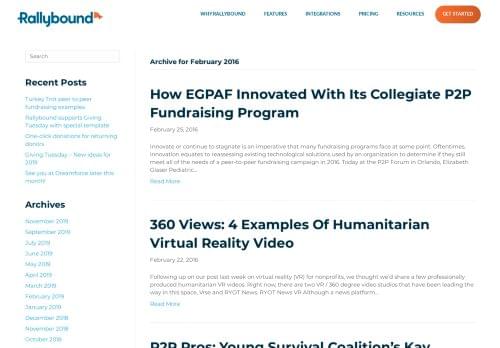 Rallybound
WHY RALLYBOUND
FEATURES
INTEGRATIONS
PRICING
RESOURCES
GET STARTED
Search
Recent Posts
Turkey Trot peer to peer
fundraising examples
Rallybound supports Giving
Tuesday with special template
One-click donations for returning
donors
Giving Tuesday – New ideas for
2019
See you at Dreamforce later this
month!
Archives
November 2019
September 2019
July 2019
June 2019
May 2019
April 2019
March 2019
February 2019
January 2019
December 2018
November 2018
October 2018
Archive for February 2016
How EGPAF Innovated With Its Collegiate P2P
Fundraising Program
February 25, 2016
Innovate or continue to stagnate is an imperative that many fundraising programs face at some point. Oftentimes,
innovation equates to reassessing existing technological solutions used by an organization to determine if they still
meet all of the needs of a peer-to-peer fundraising campaign in 2016. Today at the P2P Forum in Orlando, Elizabeth
Glaser Pediatric...
Read More
360 Views: 4 Examples Of Humanitarian
Virtual Reality Video
February 22, 2016
Following up on our post last week on virtual reality (VR) for nonprofits, we thought we'd share a few professionally
produced humanitarian VR videos. Right now, there are two VR / 360 degree video studios that have been leading the
way in this space, Vrse and RYOT News. RYOT News VR Although a news platform...
Read More
P2P Pros: Young Survival Coalition's Kay